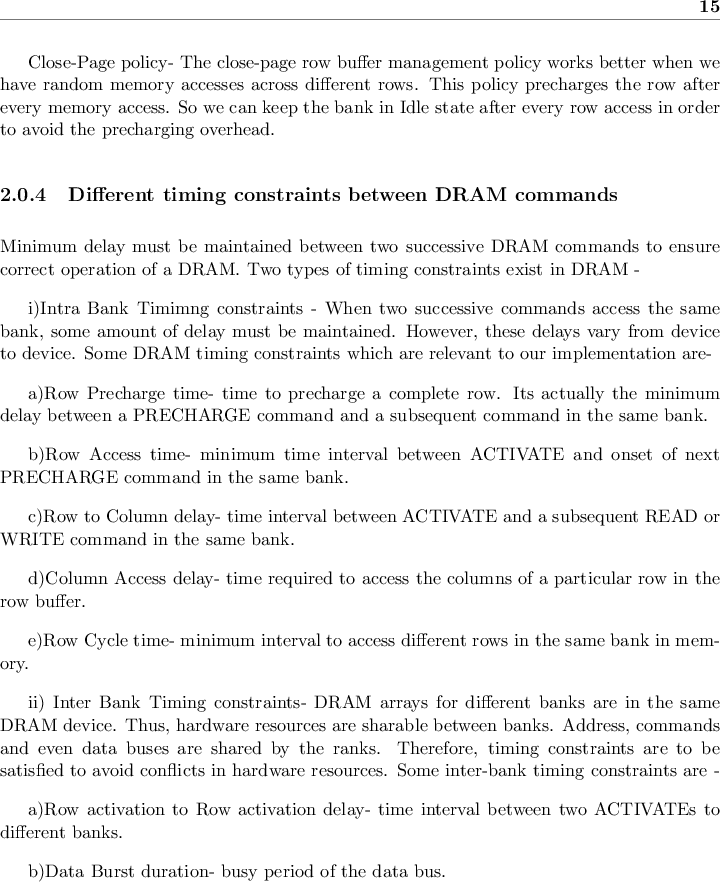 15
Close-Page policy- The close-page row buffer management policy works better when we
have random memory accesses across different rows. This policy precharges the row after
every memory access. So we can keep the bank in Idle state after every row access in order
to avoid the precharging overhead.
2.0.4 Different timing constraints between DRAM commands
Minimum delay must be maintained between two successive DRAM commands to ensure
correct operation of a DRAM. Two types of timing constraints exist in DRAM -
i)Intra Bank Timimng constraints - When two successive commands access the same
bank, some amount of delay must be maintained. However, these delays vary from device
to device. Some DRAM timing constraints which are relevant to our implementation are-
a)Row Precharge time- time to precharge a complete row. Its actually the minimum
delay between a PRECHARGE command and a subsequent command in the same bank.
b)Row Access time- minimum time interval between ACTIVATE and onset of next
PRECHARGE command in the same bank.
c)Row to Column delay- time interval between ACTIVATE and a subsequent READ or
WRITE command in the same bank.
d)Column Access delay- time required to access the columns of a particular row in the
row buffer.
e)Row Cycle time- minimum interval to access different rows in the same bank in mem-
ory.
ii) Inter Bank Timing constraints- DRAM arrays for different banks are in the same
DRAM device. Thus, hardware resources are sharable between banks. Address, commands
and even data buses are shared by the ranks. Therefore, timing constraints are to be
satisfied to avoid conflicts in hardware resources. Some inter-bank timing constraints are -
a)Row activation to Row activation delay- time interval between two ACTIVATEs to
different banks.
b)Data Burst duration- busy period of the data bus.